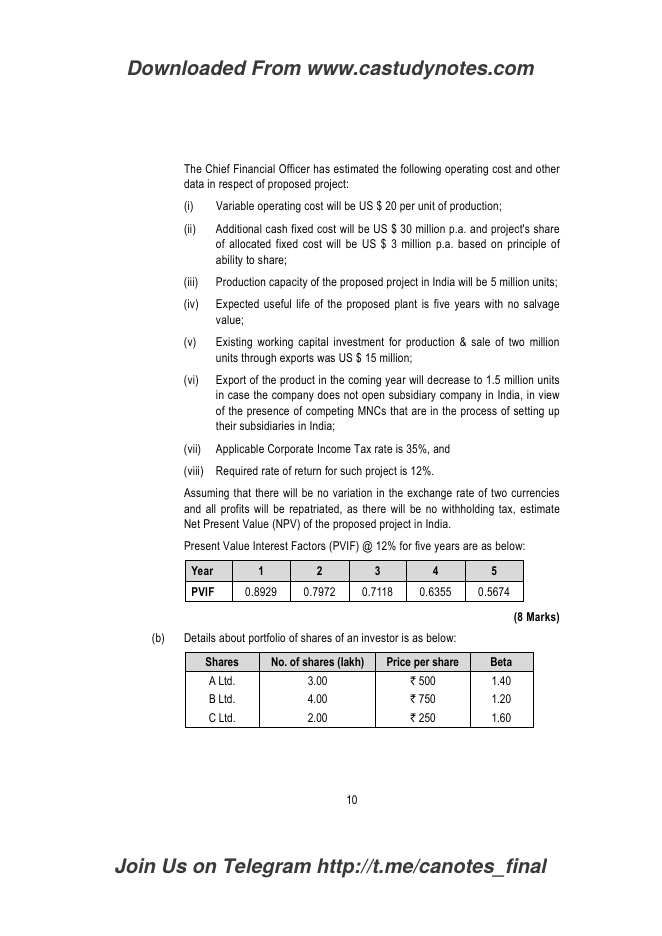 Downloaded From www.castudynotes.com
The Chief Financial Officer has estimated the following operating cost and other
data in respect of proposed project:
(i) Variable operating cost will be US $ 20 per unit of production;
(ii) Additional cash fixed cost will be US $ 30 million p.a. and project's share
of allocated fixed cost will be US $ 3 million p.a. based on principle of
ability to share;
(iii) Production capacity of the proposed project in India will be 5 million units;
(iv) Expected useful life of the proposed plant is five years with no salvage
value;
(v) Existing working capital investment for production & sale of two million
units through exports was US $ 15 million;
(vi) Export of the product in the coming year will decrease to 1.5 million units
in case the company does not open subsidiary company in India, in view
of the presence of competing MNCs that are in the process of setting up
their subsidiaries in India;
(vii) Applicable Corporate Income Tax rate is 35%, and
(viii) Required rate of return for such project is 12%.
Assuming that there will be no variation in the exchange rate of two currencies
and all profits will be repatriated, as there will be no withholding tax, estimate
Net Present Value (NPV) of the proposed project in India.
Present Value Interest Factors (PVIF) @ 12% for five years are as below:
Year 1 2 3 4 5
PVIF 0.8929 0.7972 0.7118 0.6355 0.5674
(8 Marks)
(b) Details about portfolio of shares of an investor is as below:
Shares No. of shares (lakh) Price per share Beta
A Ltd. 3.00 ₹ 500 1.40
B Ltd. 4.00 ₹ 750 1.20
C Ltd. 2.00 ₹ 250 1.60
10
Join Us on Telegram http://t.me/canotes_final